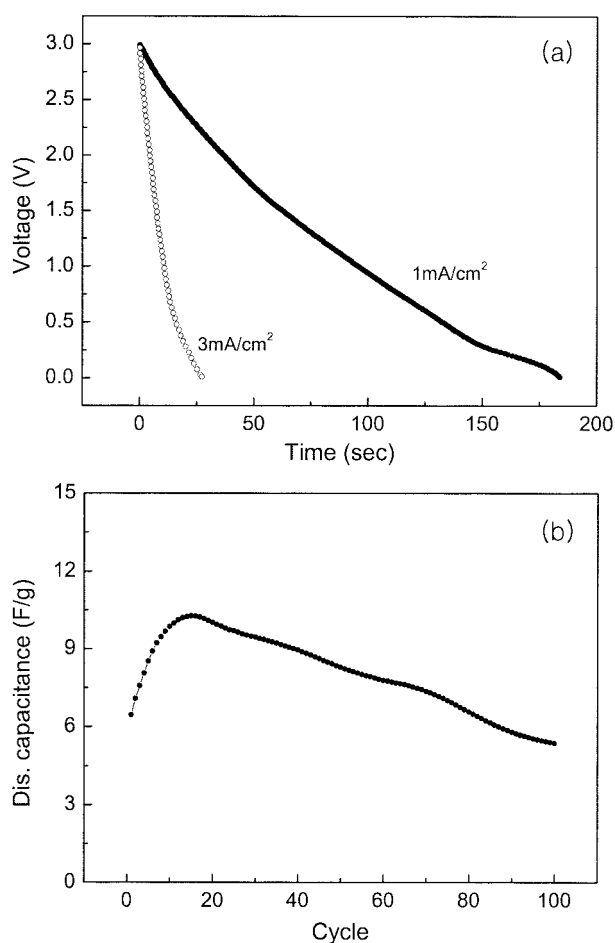 (a)
3.0
2.5
2.0
1.5
1.0
0.5
0.0
Voltage (V)
1mA/cm²
3mA/cm²
0 50 100 150 200
Time (sec)
(b)
15
12
9
6
3
0
Dis. capacitance (F/g)
0 20 40 60 80 100
Cycle